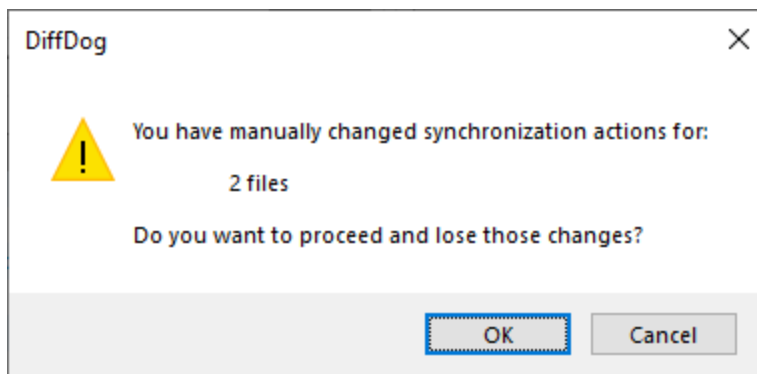 DiffDog
You have manually changed synchronization actions for:
2 files
Do you want to proceed and lose those changes?
OK
Cancel